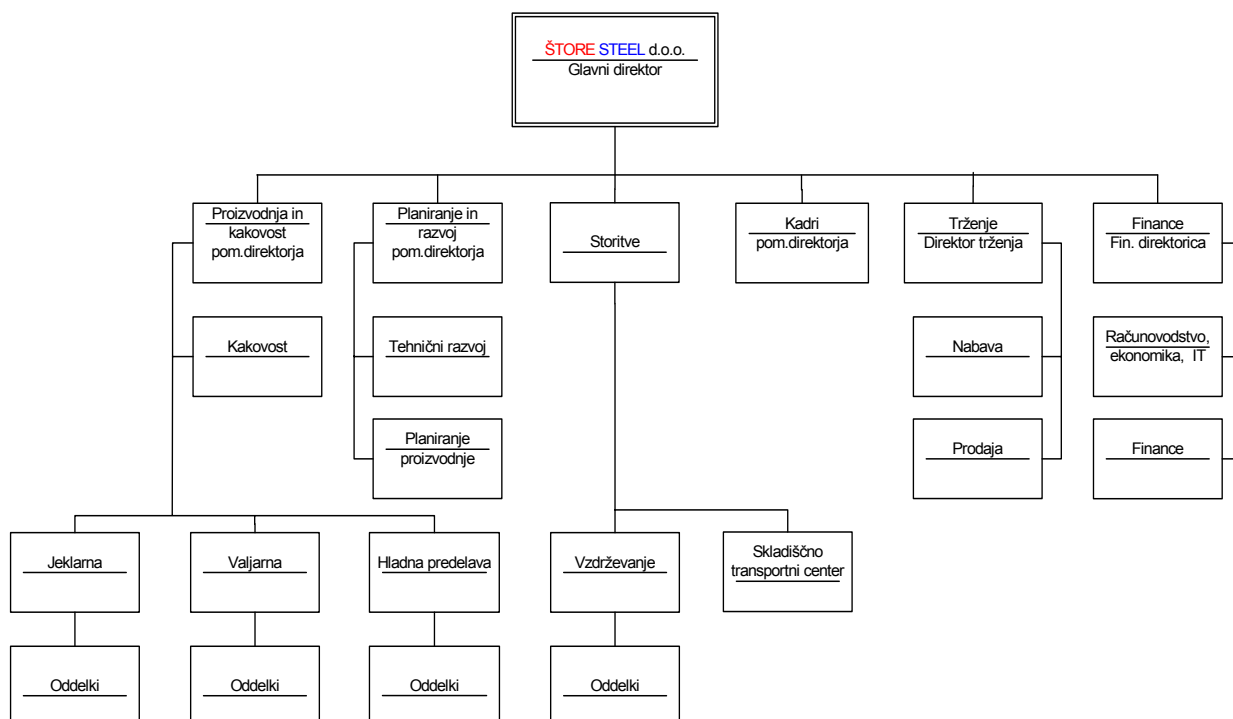 ŠTORE STEEL d.o.o.
Glavni direktor
Proizvodnja in
kakovost
pom.direktorja
Planiranje in
razvoj
pom.direktorja
Storitve
Kadri
pom.direktorja
Trženje
Direktor trženja
Finance
Fin. direktorica
Kakovost
Tehnični razvoj
Nabava
Računovodstvo,
ekonomika, IT
Planiranje
proizvodnje
Prodaja
Finance
Jeklarna
Valjarna
Hladna predelava
Vzdrževanje
Skladiščno
transportni center
Oddelki
Oddelki
Oddelki
Oddelki